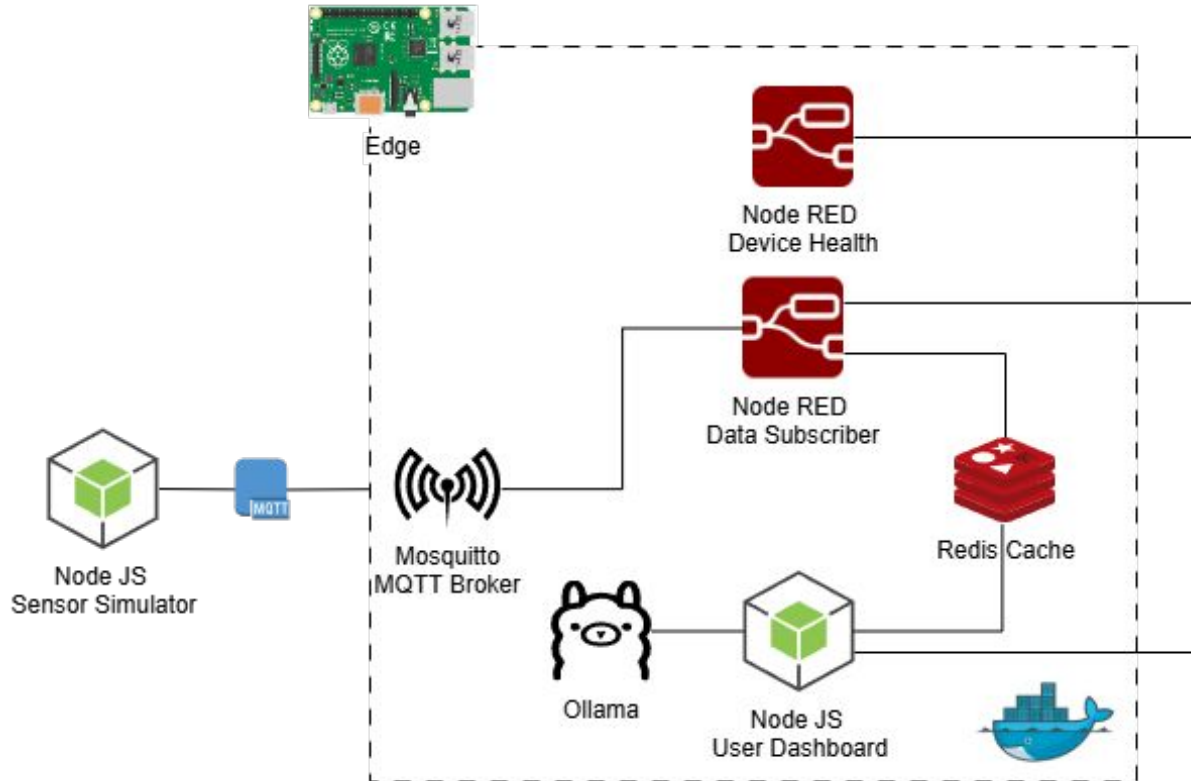 Edge
Node RED
Device Health
Node RED
Data Subscriber
MQTT
Node JS
Sensor Simulator
Mosquitto
MQTT Broker
Redis Cache
Ollama
Node JS
User Dashboard